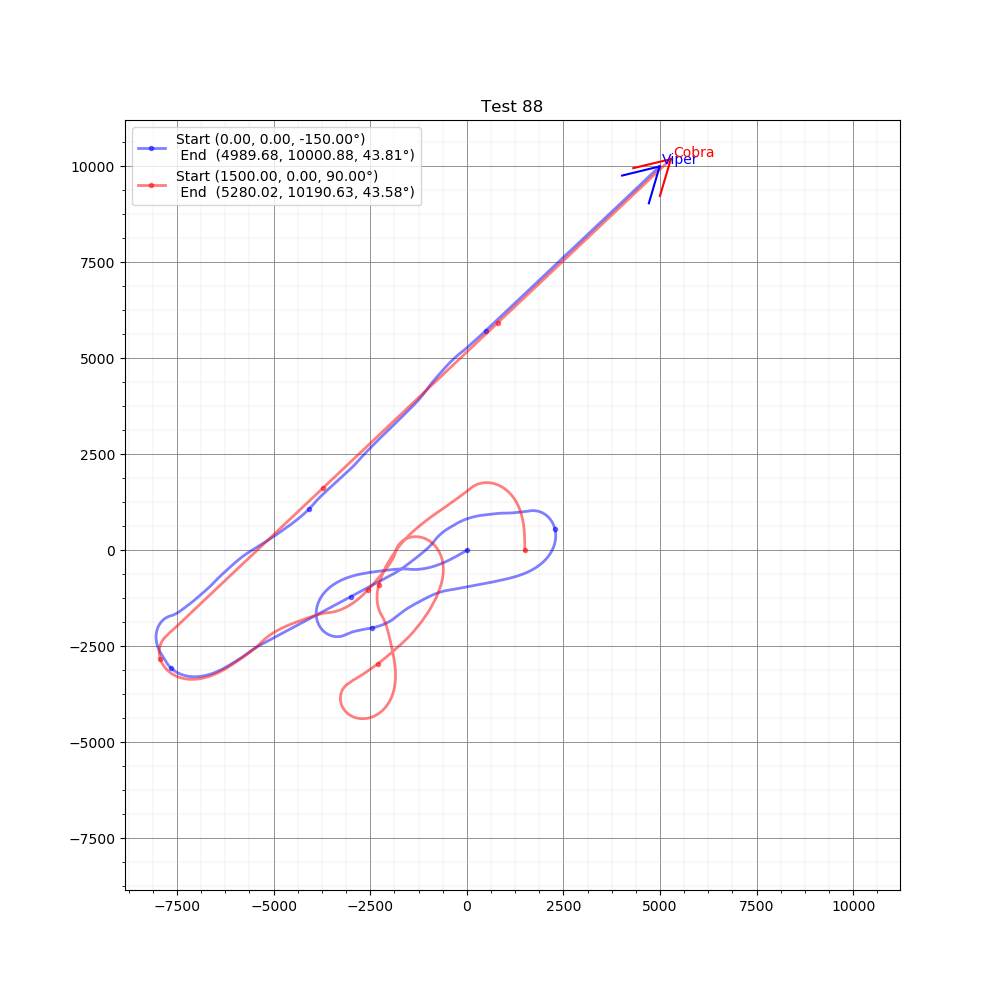 Test 88
Start (0.00, 0.00, -150.00°)
End (4989.68, 10000.88, 43.81°)
Start (1500.00, 0.00, 90.00°)
End (5280.02, 10190.63, 43.58°)
Cobra
Viper
10000
7500
5000
2500
0
−2500
−5000
−7500
−7500 −5000 −2500 0 2500 5000 7500 10000